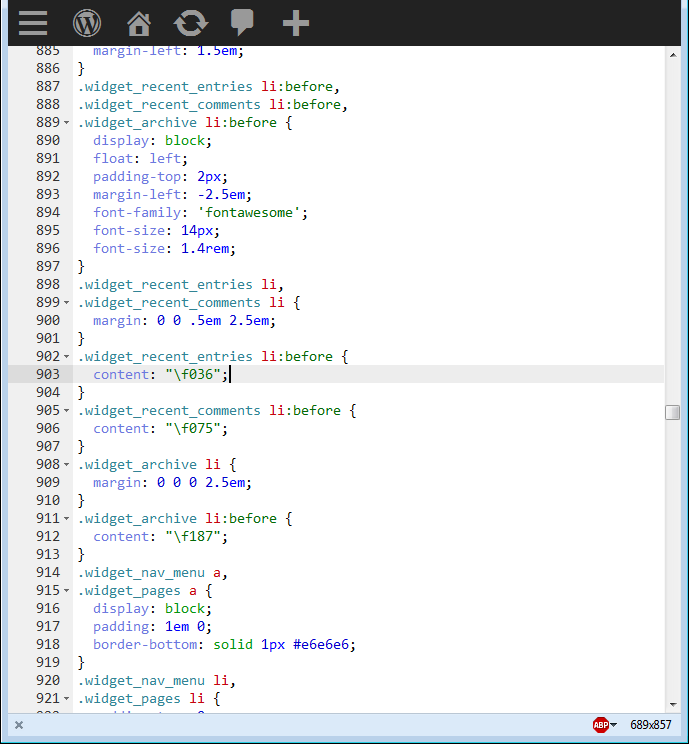 885 margin-left: 1.5em;
886 }
887 .widget_recent_entries li:before,
888 .widget_recent_comments li:before,
889 .widget_archive li:before {
890 display: block;
891 float: left;
892 padding-top: 2px;
893 margin-left: -2.5em;
894 font-family: 'fontawesome';
895 font-size: 14px;
896 font-size: 1.4rem;
897 }
898 .widget_recent_entries li,
899 .widget_recent_comments li {
900 margin: 0 0 .5em 2.5em;
901 }
902 .widget_recent_entries li:before {
903 content: "\f036";
904 }
905 .widget_recent_comments li:before {
906 content: "\f075";
907 }
908 .widget_archive li {
909 margin: 0 0 0 2.5em;
910 }
911 .widget_archive li:before {
912 content: "\f187";
913 }
914 .widget_nav_menu a,
915 .widget_pages a {
916 display: block;
917 padding: 1em 0;
918 border-bottom: solid 1px #e6e6e6;
919 }
920 .widget_nav_menu li,
921 .widget_pages li {
ABP 689x857